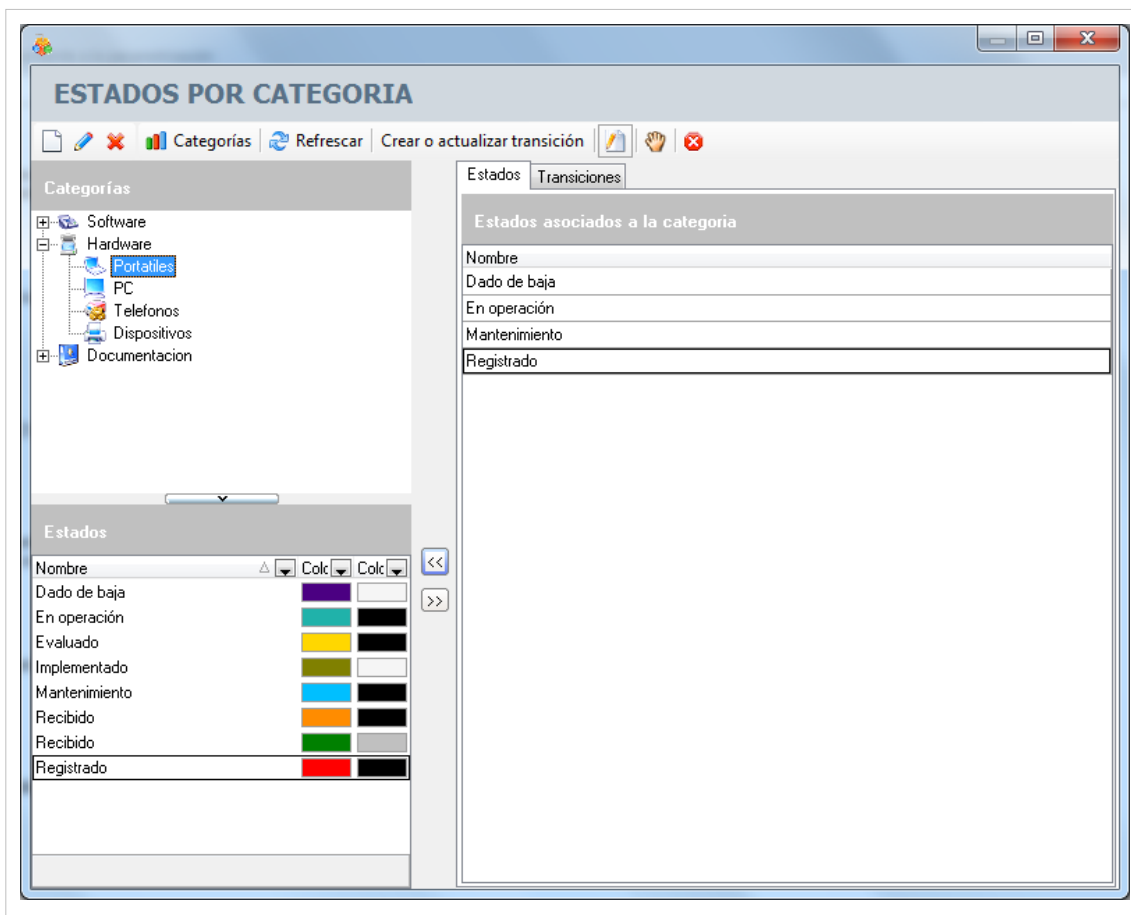 ESTADOS POR CATEGORIA
Categorías Refrescar Crear o actualizar transición
Categorías
Software
Hardware
Portatiles
PC
Telefonos
Dispositivos
Documentacion
Estados
Nombre Colc Colc
Dado de baja
En operación
Evaluado
Implementado
Mantenimiento
Recibido
Recibido
Registrado
<<
>>
Estados Transiciones
Estados asociados a la categoria
Nombre
Dado de baja
En operación
Mantenimiento
Registrado